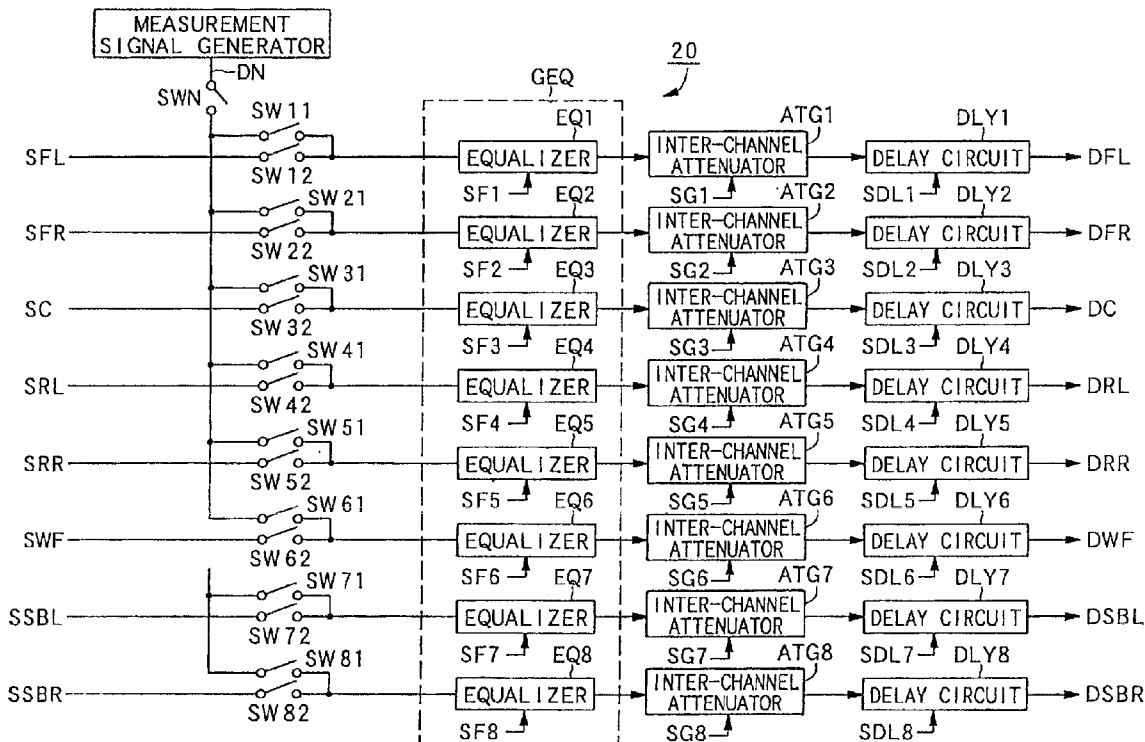 MEASUREMENT
SIGNAL GENERATOR
DN
SWN
20
GEQ
SW11
EQ1
ATG1
DLY1
SFL
EQUALIZER
INTER-CHANNEL
ATTENUATOR
DELAY CIRCUIT
DFL
SW12
SF1
SG1
SDL1
SW21
EQ2
ATG2
DLY2
SFR
EQUALIZER
INTER-CHANNEL
ATTENUATOR
DELAY CIRCUIT
DFR
SW22
SF2
SG2
SDL2
SW31
EQ3
ATG3
DLY3
SC
EQUALIZER
INTER-CHANNEL
ATTENUATOR
DELAY CIRCUIT
DC
SW32
SF3
SG3
SDL3
SW41
EQ4
ATG4
DLY4
SRL
EQUALIZER
INTER-CHANNEL
ATTENUATOR
DELAY CIRCUIT
DRL
SW42
SF4
SG4
SDL4
SW51
EQ5
ATG5
DLY5
SRR
EQUALIZER
INTER-CHANNEL
ATTENUATOR
DELAY CIRCUIT
DRR
SW52
SF5
SG5
SDL5
SW61
EQ6
ATG6
DLY6
SWF
EQUALIZER
INTER-CHANNEL
ATTENUATOR
DELAY CIRCUIT
DWF
SW62
SF6
SG6
SDL6
SW71
EQ7
ATG7
DLY7
SSBL
EQUALIZER
INTER-CHANNEL
ATTENUATOR
DELAY CIRCUIT
DSBL
SW72
SF7
SG7
SDL7
SW81
EQ8
ATG8
DLY8
SSBR
EQUALIZER
INTER-CHANNEL
ATTENUATOR
DELAY CIRCUIT
DSBR
SW82
SF8
SG8
SDL8